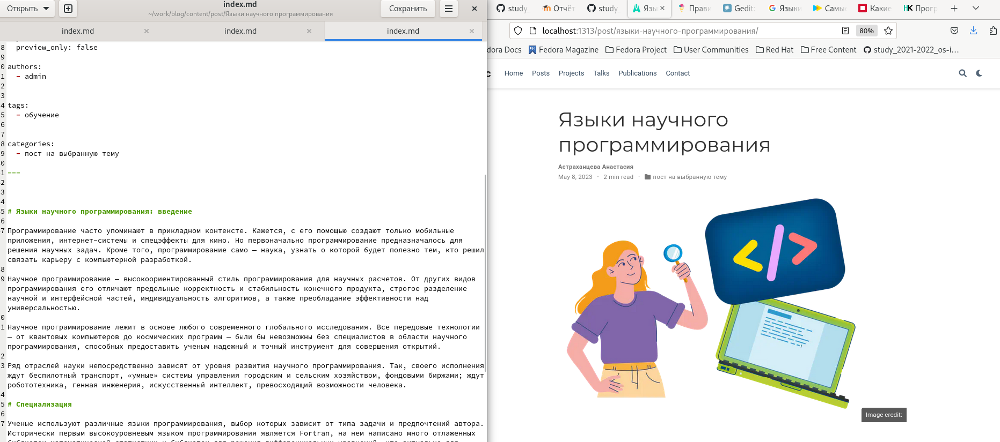 Открыть
index.md
~/work/blog/content/post/Языки научного программирования
Сохранить
index.md
index.md
index.md
8 preview_only: false
9
0 authors:
1 - admin
2
3
4 tags:
5 - обучение
6
7
8 categories:
9 - пост на выбранную тему
0
1 ---
2
3
4
5 # Языки научного программирования: введение
6
7 Программирование часто упоминают в прикладном контексте. Кажется, с его помощью создают только мобильные
приложения, интернет-системы и спецэффекты для кино. Но первоначально программирование предназначалось для
решения научных задач. Кроме того, программирование само — наука, узнать о которой будет полезно тем, кто решил
связать карьеру с компьютерной разработкой.
8
9 Научное программирование — высокоориентированный стиль программирования для научных расчетов. От других видов
программирования его отличают предельные корректность и стабильность конечного продукта, строгое разделение
научной и интерфейсной частей, индивидуальность алгоритмов, а также преобладание эффективности над
универсальностью.
0
1 Научное программирование лежит в основе любого современного глобального исследования. Все передовые технологии
— от квантовых компьютеров до космических программ — были бы невозможны без специалистов в области научного
программирования, способных предоставить ученым надежный и точный инструмент для совершения открытий.
2
3 Ряд отраслей науки непосредственно зависят от уровня развития научного программирования. Так, своего исполнения
ждут беспилотный транспорт, «умные» системы управления городским и сельским хозяйством, фондовыми биржами; ждут
робототехника, генная инженерия, искусственный интеллект, превосходящий возможности человека.
4
5 # Специализация
6
7 Ученые используют различные языки программирования, выбор которых зависит от типа задачи и предпочтений автора.
Исторически первым высокоуровневым языком программирования является Fortran, на нем написано много отлаженных
study_
Отчёт
study_
Язы
Прави
Gedit:
Языки
Самые
Какие
Прогр
localhost:1313/post/языки-научного-программирования/
80%
dora Docs
Fedora Magazine
Fedora Project
User Communities
Red Hat
Free Content
study_2021-2022_os-i…
c
Home
Posts
Projects
Talks
Publications
Contact
Языки научного
программирования
Астраханцева Анастасия
May 8, 2023 · 2 min read · пост на выбранную тему
</>
Image credit: